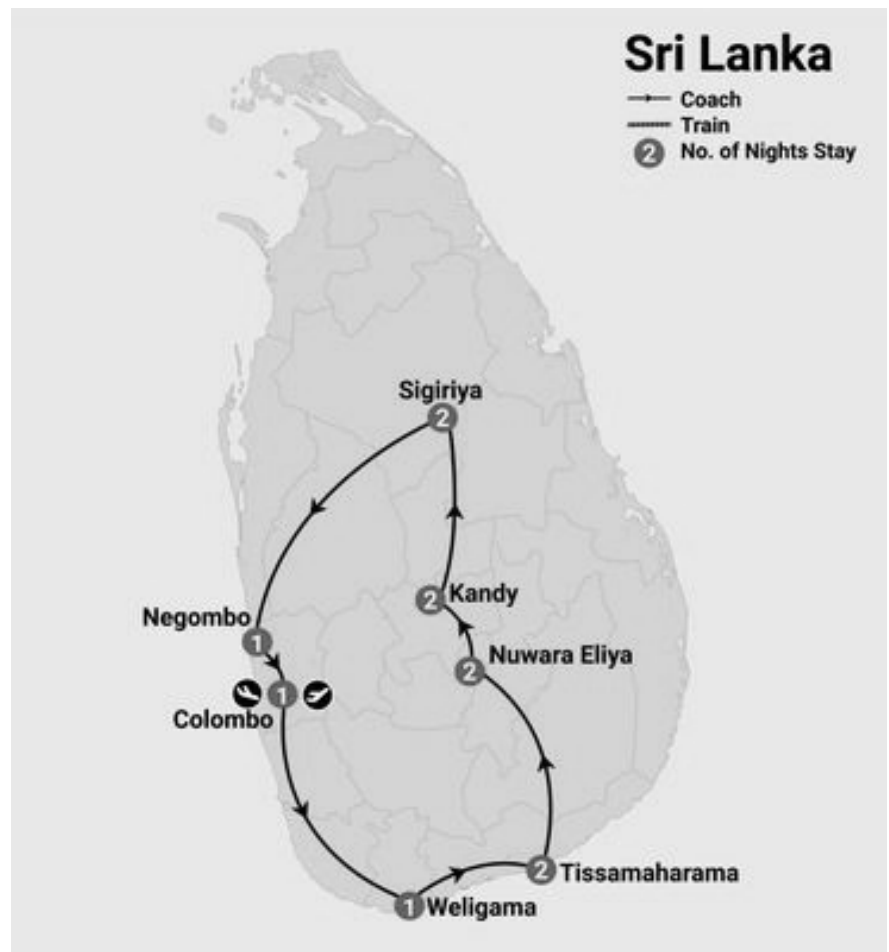 Sri Lanka
Coach
Train
2 No. of Nights Stay
Sigiriya
2
2 Kandy
Negombo
1
Nuwara Eliya
2
1
Colombo
2 Tissamaharama
1 Weligama